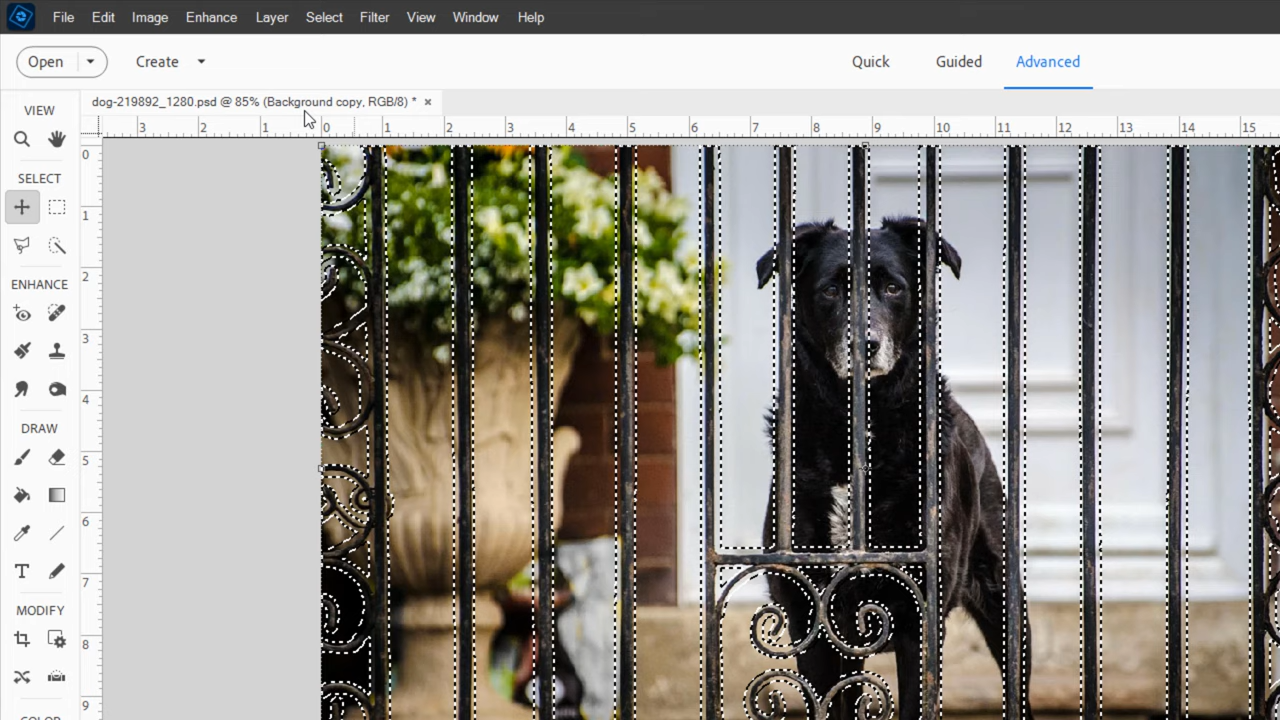 File Edit Image Enhance Layer Select Filter View Window Help
Open Create Quick Guided Advanced
dog-219892_1280.psd @ 85% (Background copy, RGB/8) * ×
3 2 1 0 1 2 3 4 5 6 7 8 9 10 11 12 13 14 15
VIEW
0
SELECT
1
2
ENHANCE
3
4
DRAW
5
6
T
7
MODIFY
8
9
COLOR